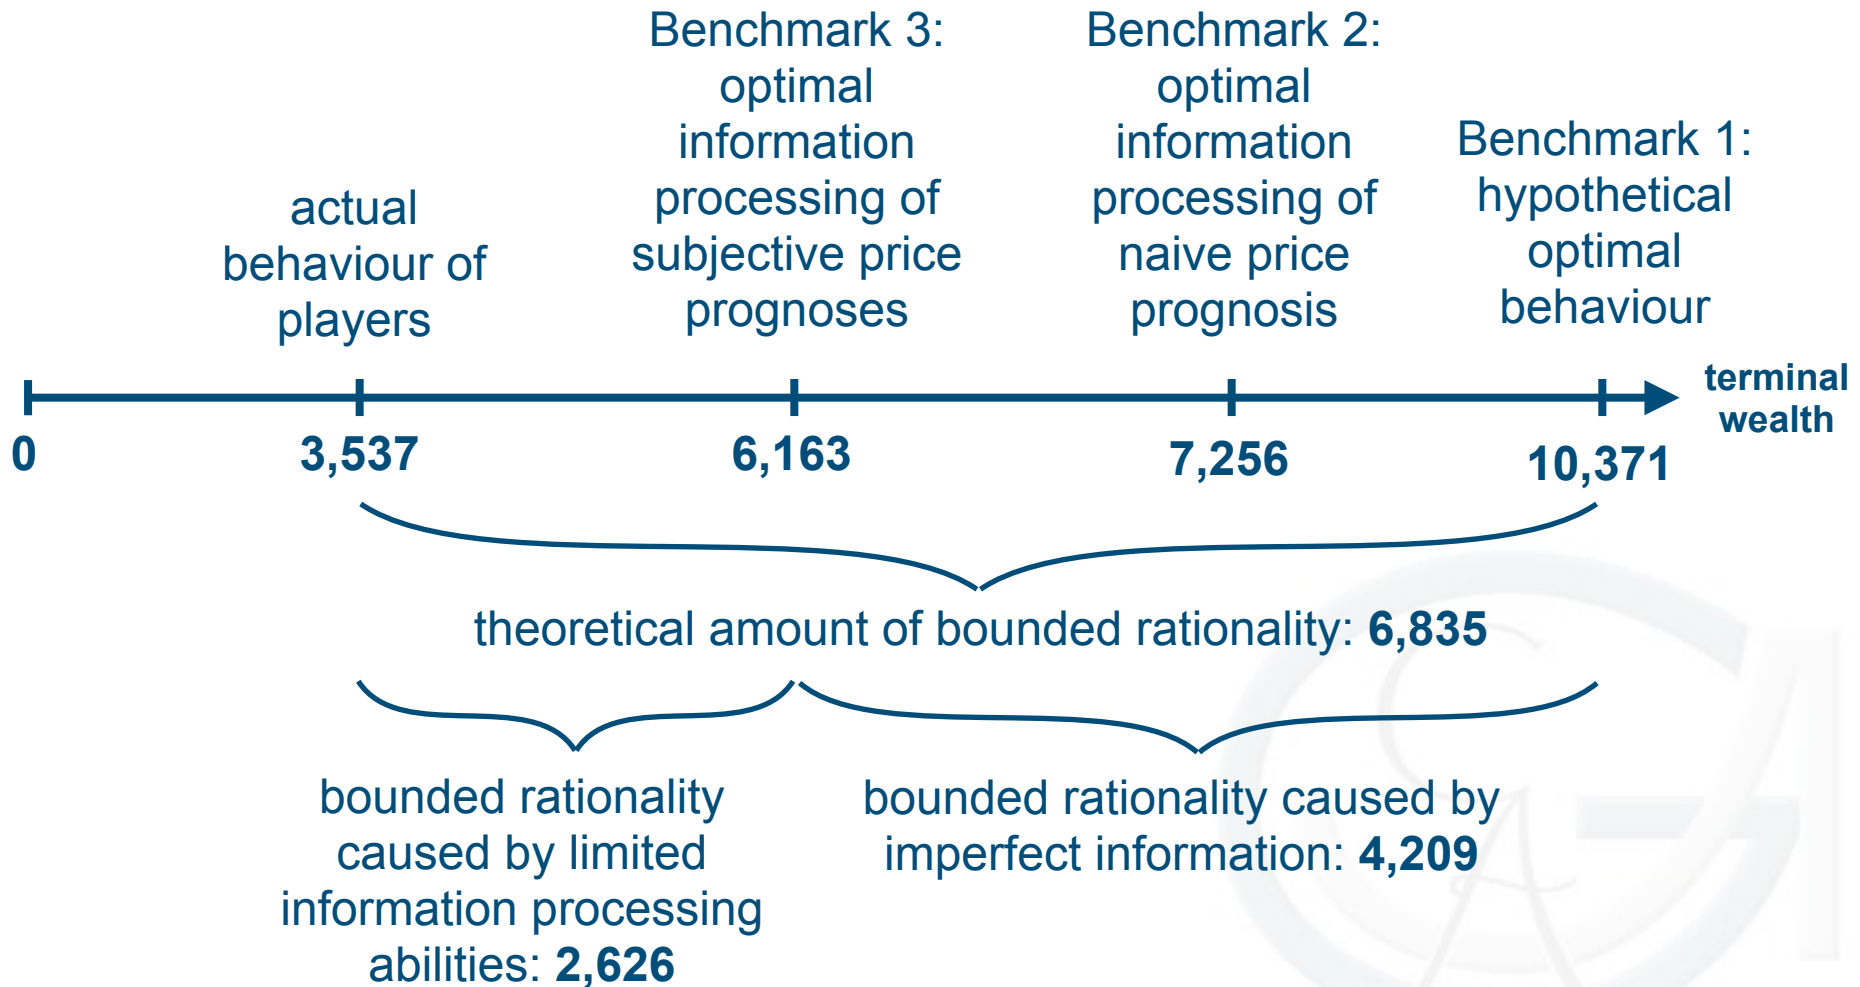 Benchmark 3:
optimal
information
processing of
subjective price
prognoses
Benchmark 2:
optimal
information
processing of
naive price
prognosis
Benchmark 1:
hypothetical
optimal
behaviour
actual
behaviour of
players
terminal
wealth
0
3,537
6,163
7,256
10,371
theoretical amount of bounded rationality: 6,835
bounded rationality
caused by limited
information processing
abilities: 2,626
bounded rationality caused by
imperfect information: 4,209